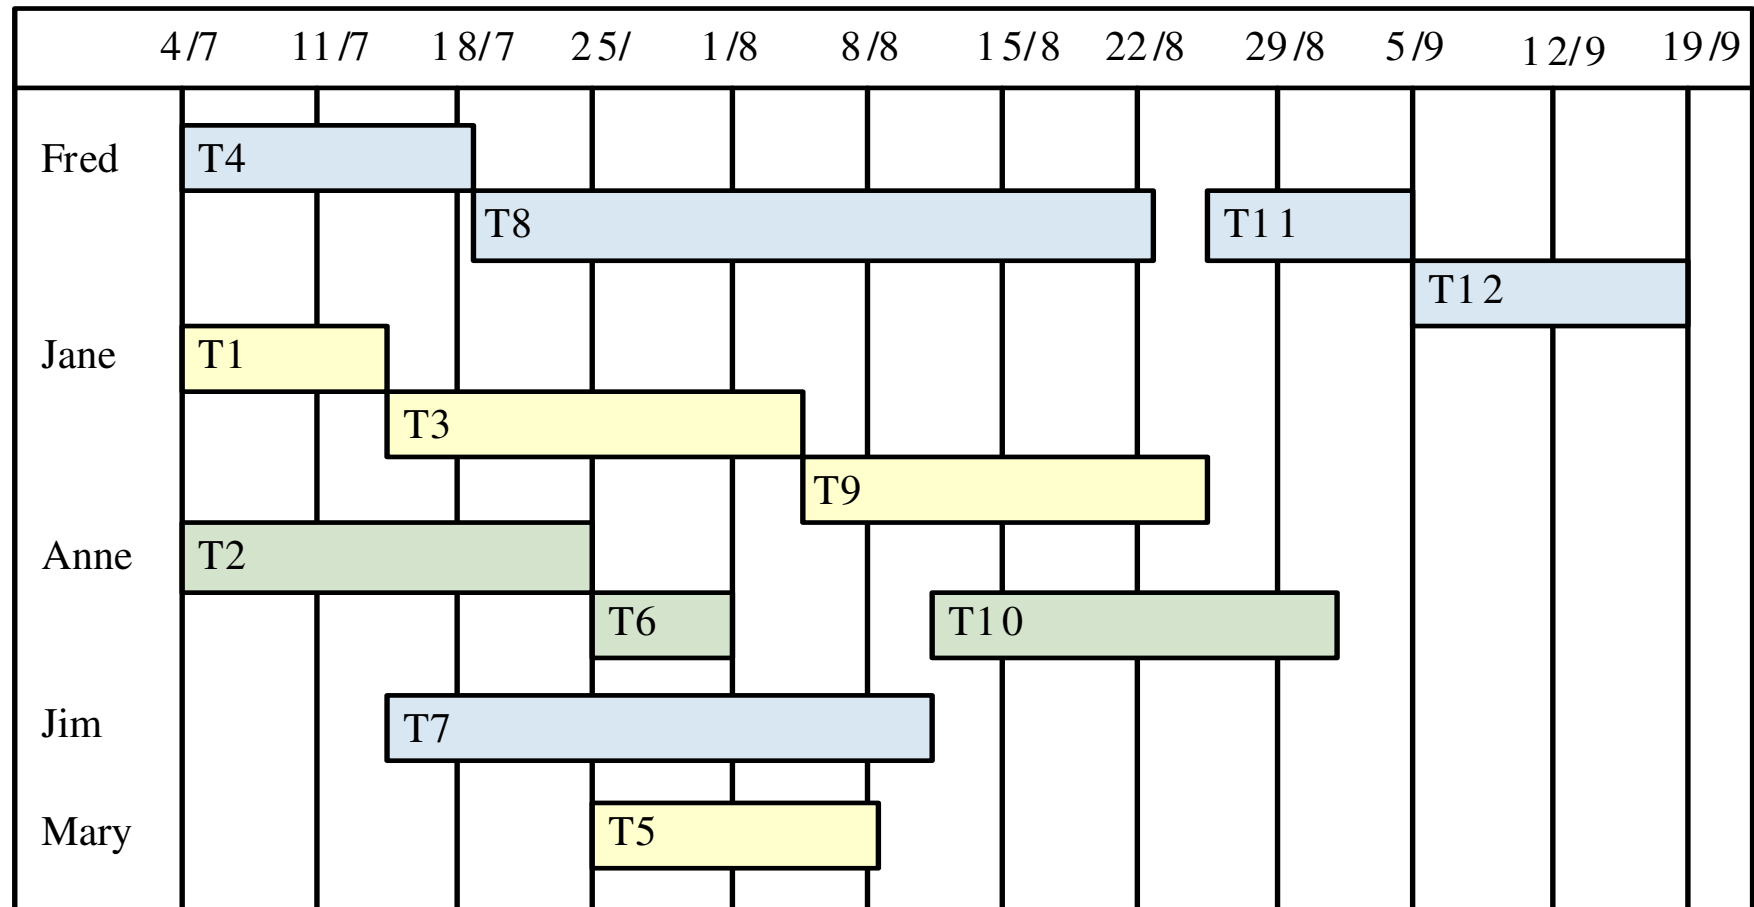 4/7 11/7 18/7 25/ 1/8 8/8 15/8 22/8 29/8 5/9 12/9 19/9
Fred T4
T8 T11
T12
Jane T1
T3
T9
Anne T2
T6 T10
Jim T7
Mary T5